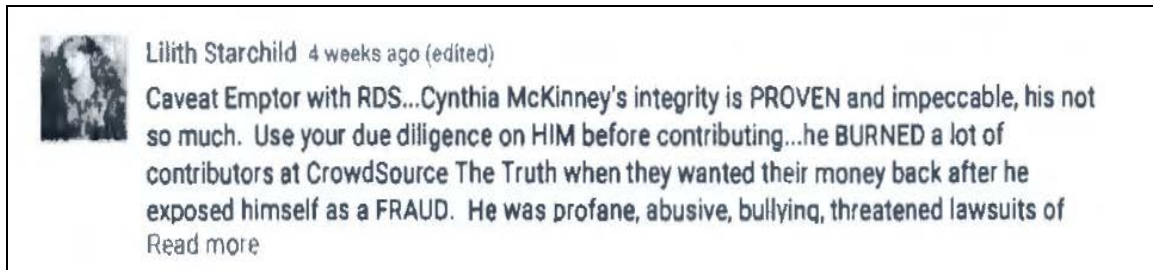 Lilith Starchild 4 weeks ago (edited)
Caveat Emptor with RDS...Cynthia McKinney's integrity is PROVEN and impeccable, his not
so much. Use your due diligence on HIM before contributing...he BURNED a lot of
contributors at CrowdSource The Truth when they wanted their money back after he
exposed himself as a FRAUD. He was profane, abusive, bullying, threatened lawsuits of
Read more